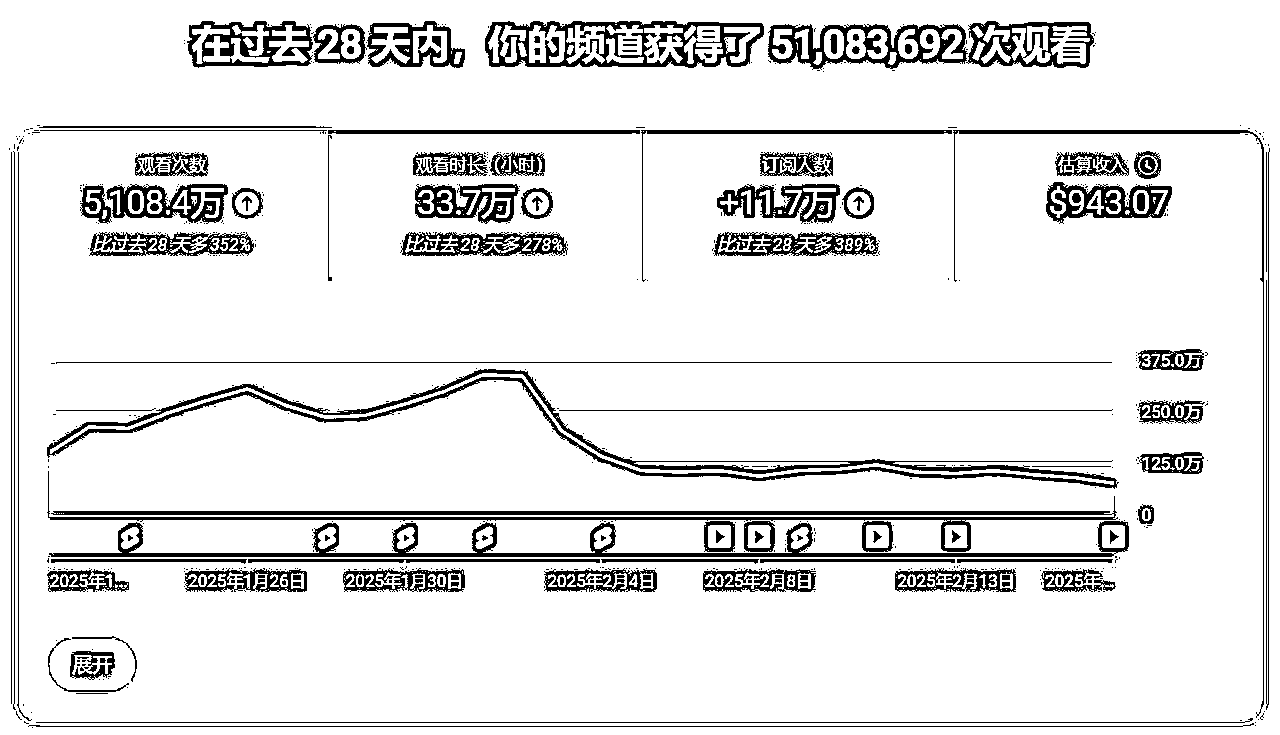 在过去 28 天内，你的频道获得了 51,083,692 次观看
观看次数
5,108.4万
比过去 28 天多 352%
观看时长（小时）
33.7万
比过去 28 天多 278%
订阅人数
+11.7万
比过去 28 天多 389%
估算收入
$943.07
375.0万
250.0万
125.0万
0
2025年1...
2025年1月26日
2025年1月30日
2025年2月4日
2025年2月8日
2025年2月13日
2025年...
展开